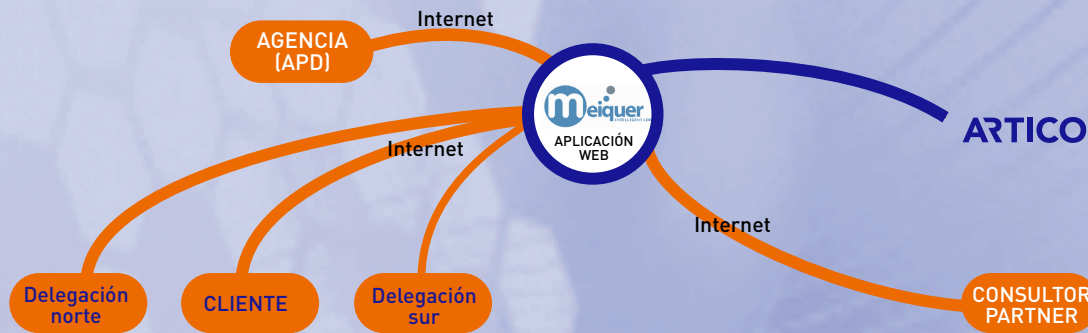 Internet
AGENCIA
(APD)
meiquer
APLICACIÓN
WEB
ARTICO
Internet
Internet
Delegación
norte
CLIENTE
Delegación
sur
CONSULTOR
PARTNER